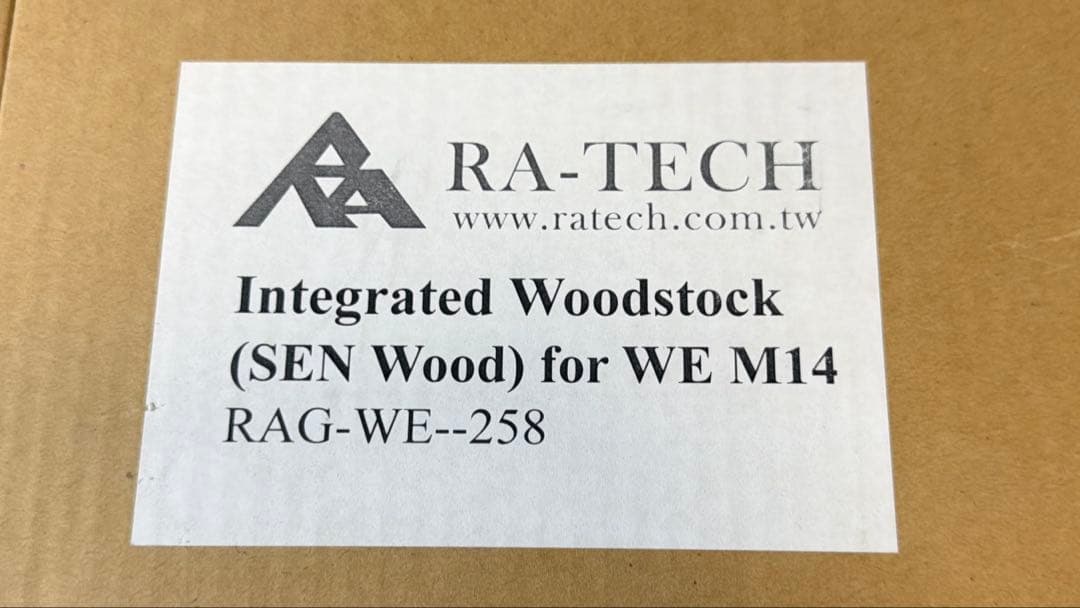 RA-TECH
www.ratech.com.tw
Integrated Woodstock
(SEN Wood) for WE M14
RAG-WE--258